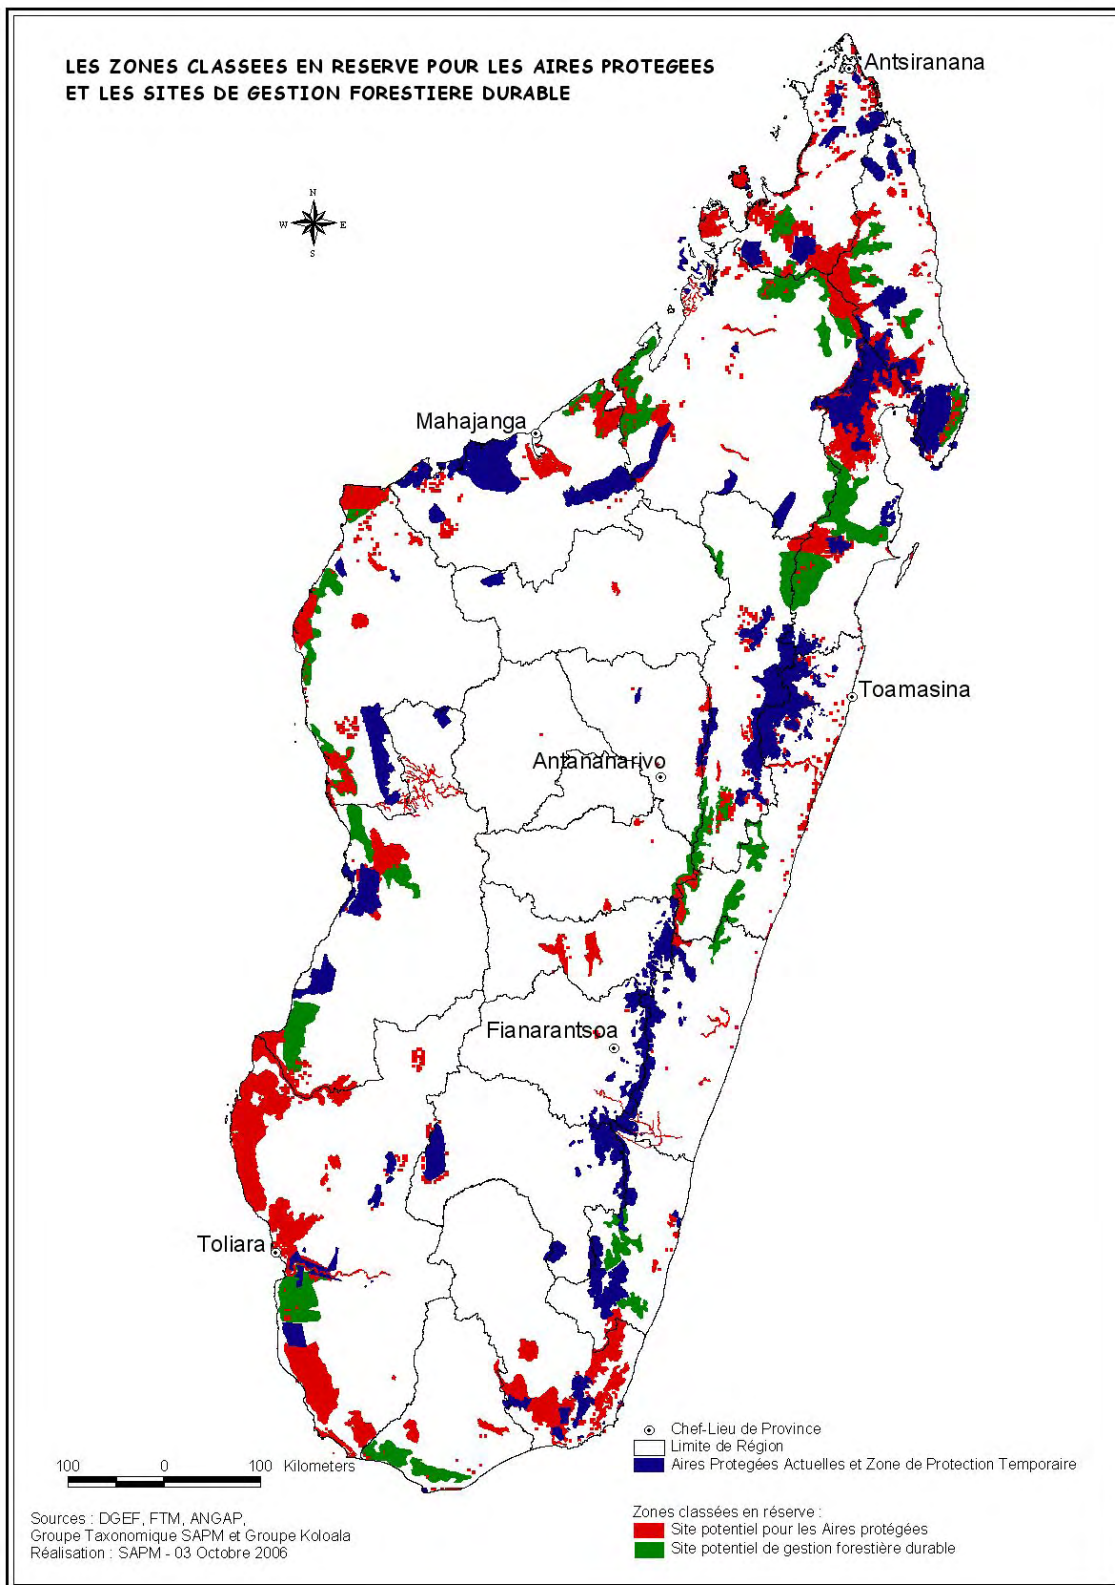 LES ZONES CLASSEES EN RESERVE POUR LES AIRES PROTEGEES
ET LES SITES DE GESTION FORESTIERE DURABLE
Antsiranana
N
W
E
S
Mahajanga
Toamasina
Antananarivo
Fianarantsoa
Toliara
Chef-Lieu de Province
Limite de Région
Aires Protegées Actuelles et Zone de Protection Temporaire
100 0 100 Kilometers
Zones classées en réserve :
Site potentiel pour les Aires protégées
Site potentiel de gestion forestière durable
Sources : DGEF, FTM, ANGAP,
Groupe Taxonomique SAPM et Groupe Koloala
Réalisation : SAPM - 03 Octobre 2006